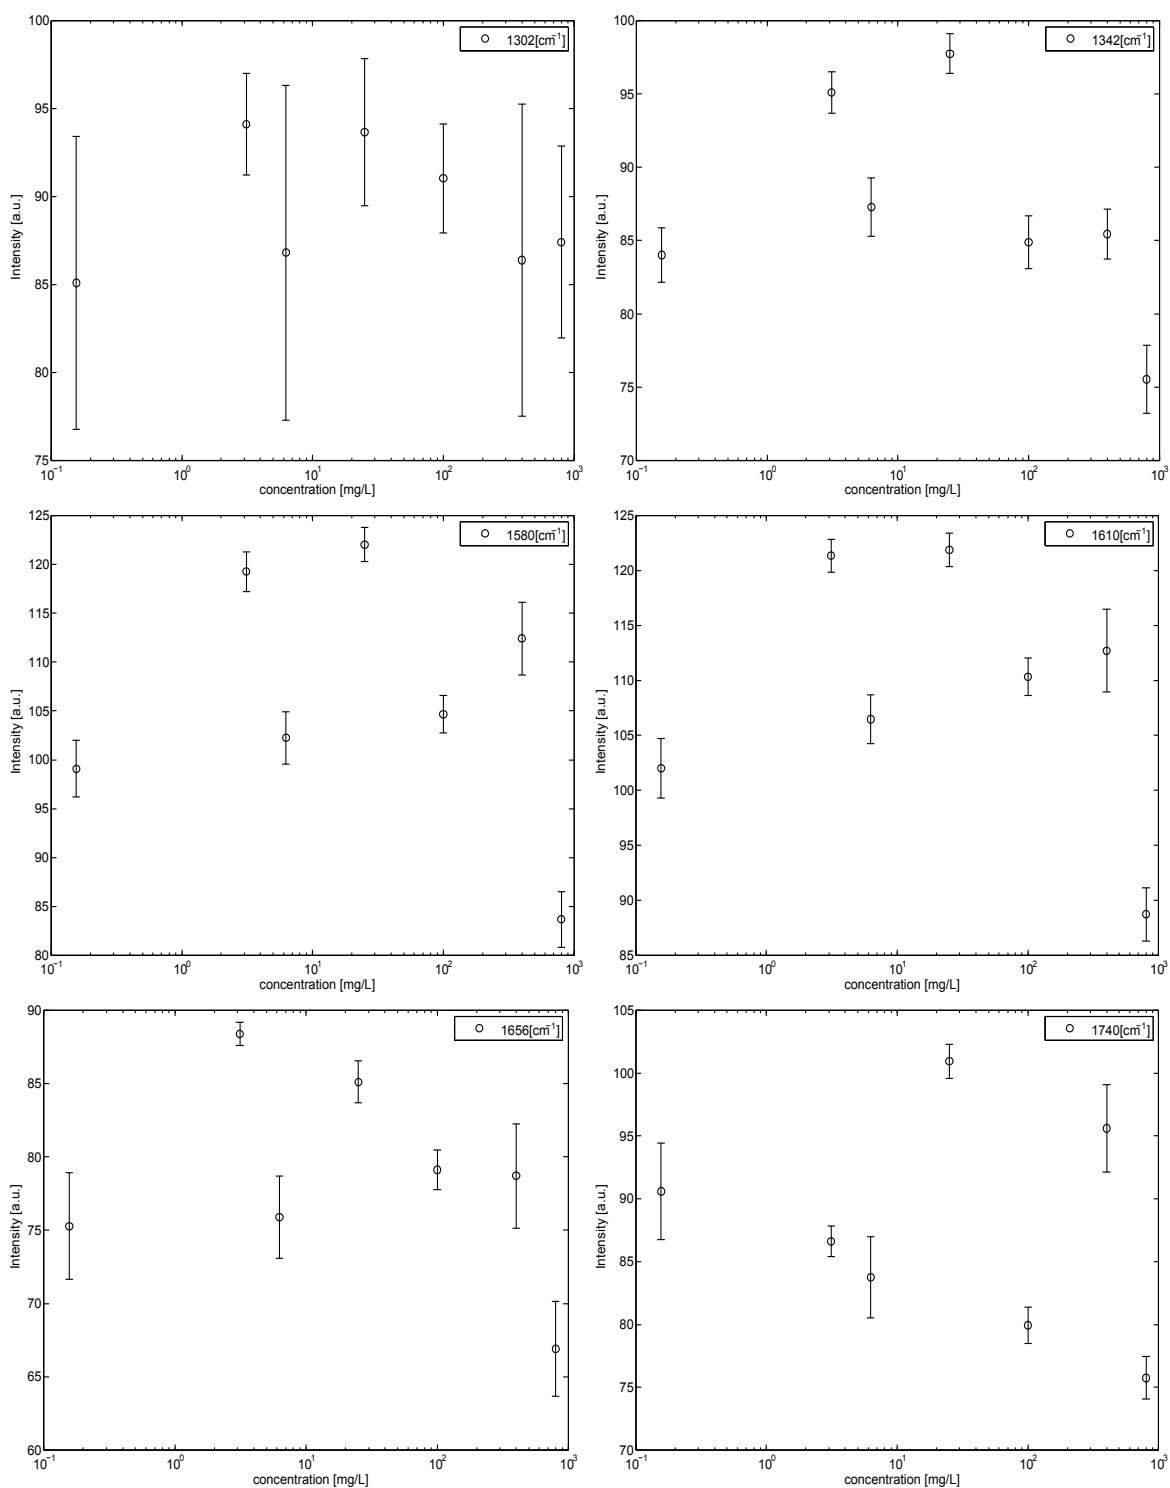 1302[cm⁻¹]
100
95
90
85
80
75
Intensity [a.u.]
10⁻¹ 10⁰ 10¹ 10² 10³
concentration [mg/L]
1342[cm⁻¹]
100
95
90
85
80
75
70
Intensity [a.u.]
10⁻¹ 10⁰ 10¹ 10² 10³
concentration [mg/L]
1580[cm⁻¹]
125
120
115
110
105
100
95
90
85
80
Intensity [a.u.]
10⁻¹ 10⁰ 10¹ 10² 10³
concentration [mg/L]
1610[cm⁻¹]
125
120
115
110
105
100
95
90
85
Intensity [a.u.]
10⁻¹ 10⁰ 10¹ 10² 10³
concentration [mg/L]
1656[cm⁻¹]
90
85
80
75
70
65
60
Intensity [a.u.]
10⁻¹ 10⁰ 10¹ 10² 10³
concentration [mg/L]
1740[cm⁻¹]
105
100
95
90
85
80
75
70
Intensity [a.u.]
10⁻¹ 10⁰ 10¹ 10² 10³
concentration [mg/L]